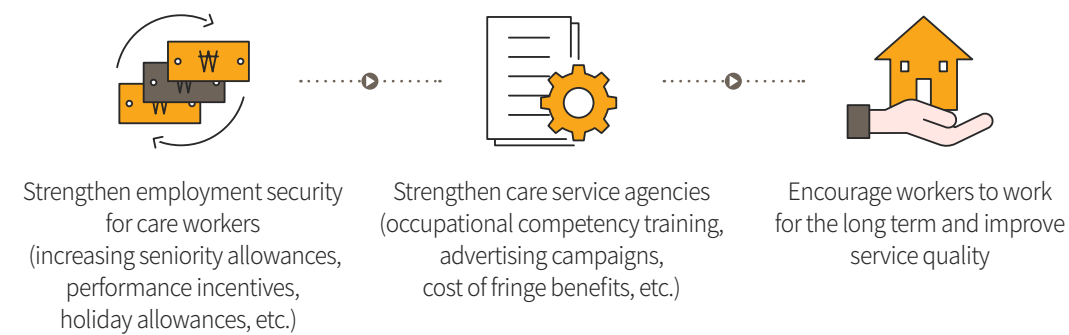 ₩
₩
₩
Strengthen employment security
for care workers
(increasing seniority allowances,
performance incentives,
holiday allowances, etc.)
Strengthen care service agencies
(occupational competency training,
advertising campaigns,
cost of fringe benefits, etc.)
Encourage workers to work
for the long term and improve
service quality